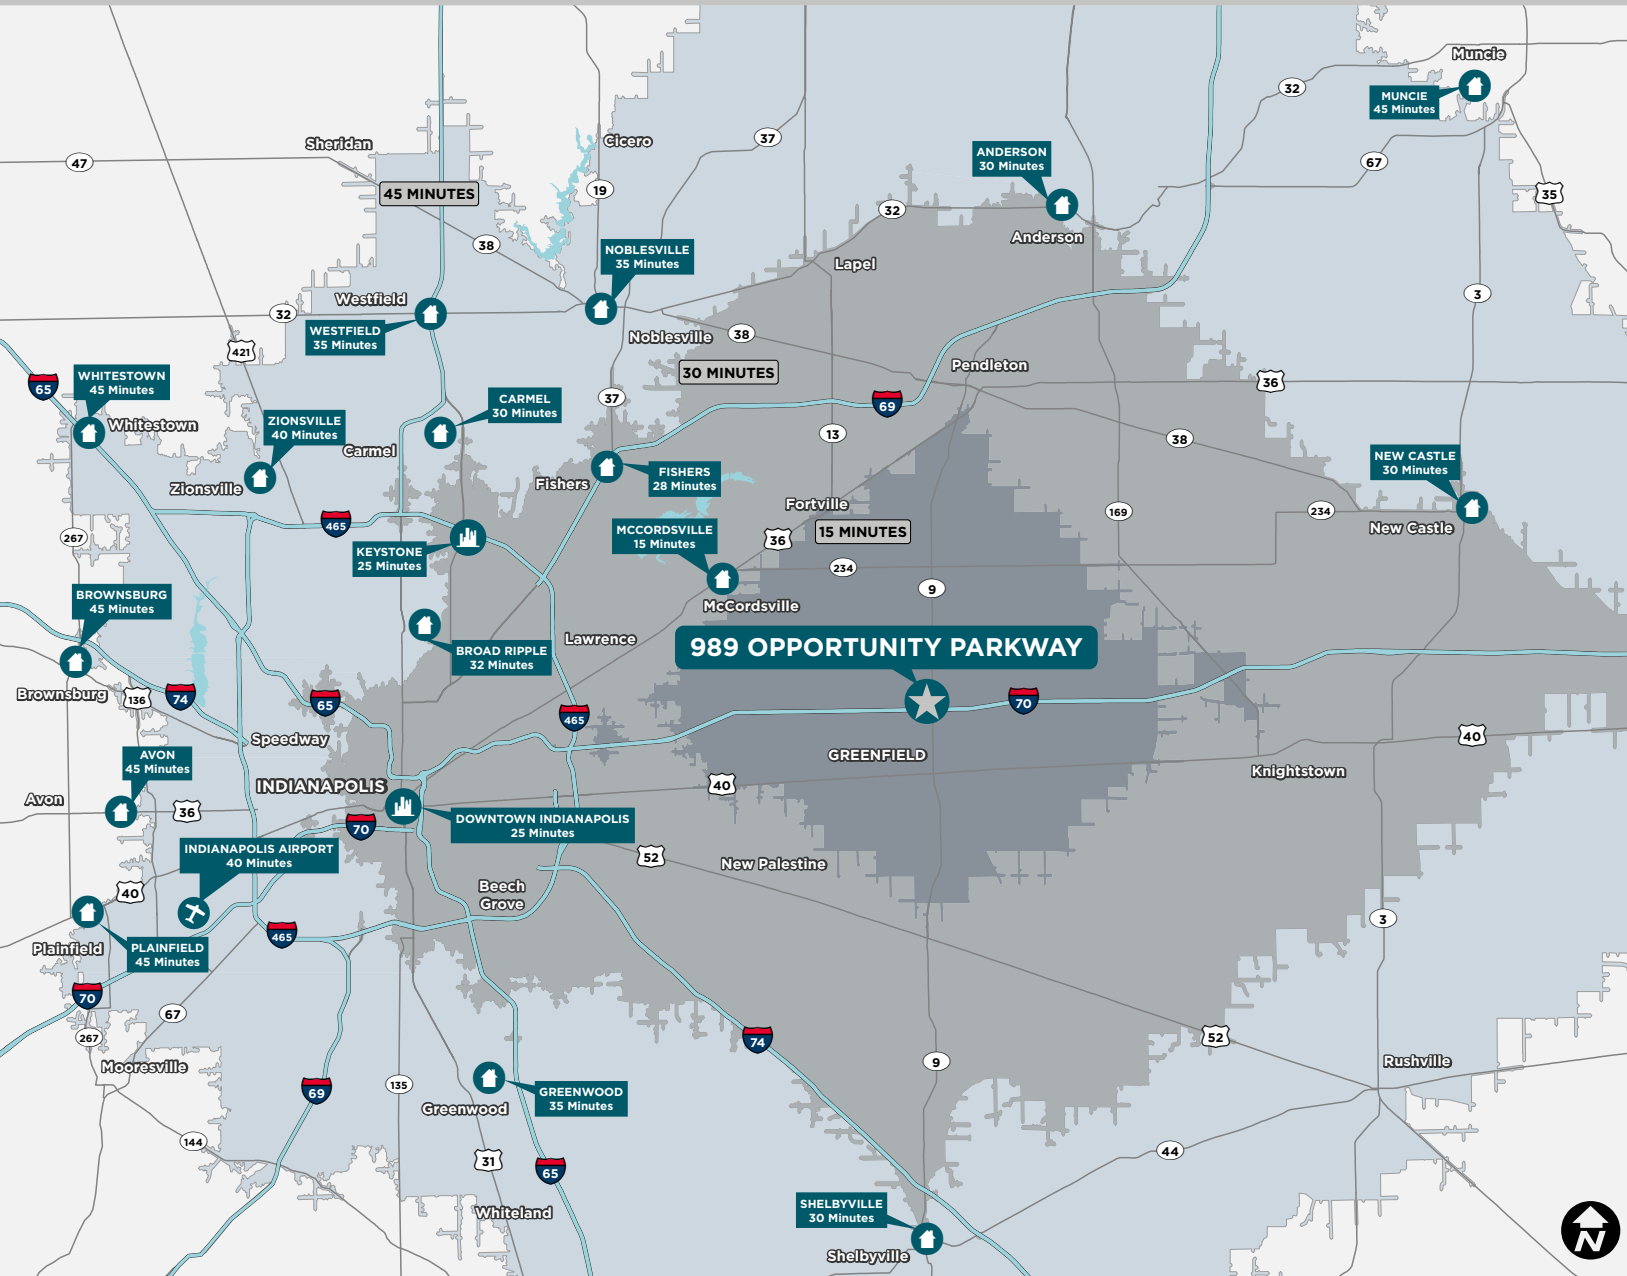 Muncie
MUNCIE
45 Minutes
32
37
Sheridan
Cicero
47
ANDERSON
30 Minutes
67
45 MINUTES
19
35
32
38
Anderson
NOBLESVILLE
35 Minutes
Lapel
3
Westfield
32
WESTFIELD
35 Minutes
Noblesville
38
421
Pendleton
30 MINUTES
65
WHITESTOWN
45 Minutes
36
37
69
CARMEL
30 Minutes
Whitestown
ZIONSVILLE
40 Minutes
13
38
Carmel
NEW CASTLE
30 Minutes
FISHERS
28 Minutes
Fishers
Zionsville
Fortville
465
169
234
New Castle
MCCORDSVILLE
15 Minutes
15 MINUTES
267
36
KEYSTONE
25 Minutes
234
9
BROWNSBURG
45 Minutes
McCordsville
Lawrence
989 OPPORTUNITY PARKWAY
BROAD RIPPLE
32 Minutes
Brownsburg
136
74
65
465
70
Speedway
40
GREENFIELD
AVON
45 Minutes
Knightstown
INDIANAPOLIS
40
Avon
36
70
DOWNTOWN INDIANAPOLIS
25 Minutes
INDIANAPOLIS AIRPORT
40 Minutes
52
New Palestine
40
Beech
Grove
3
465
Plainfield
PLAINFIELD
45 Minutes
70
67
267
74
52
9
Mooresville
Rushville
69
135
GREENWOOD
35 Minutes
Greenwood
144
44
31
65
SHELBYVILLE
30 Minutes
Whiteland
Shelbyville
N